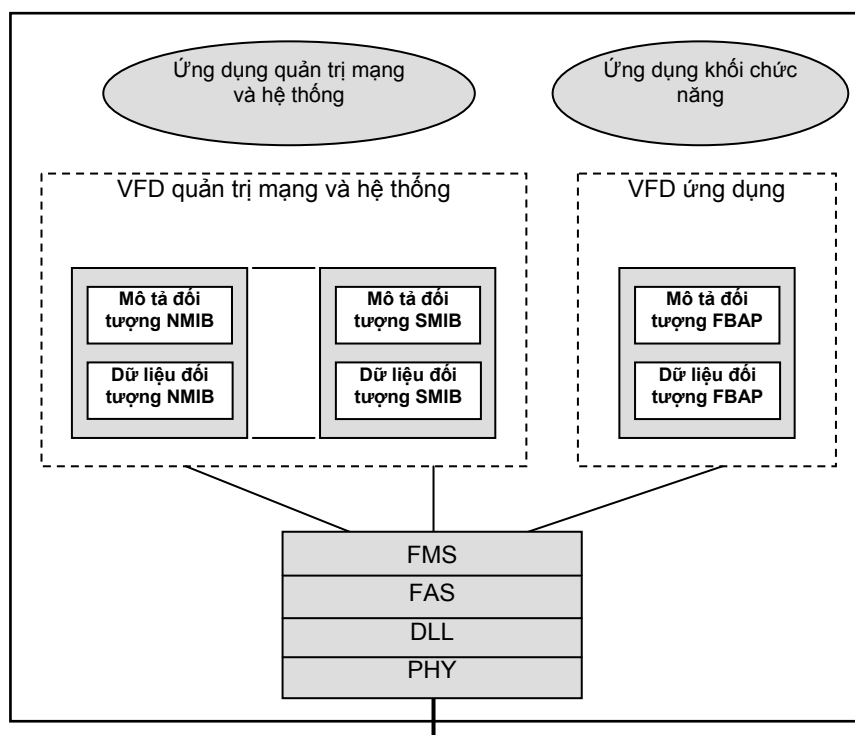 Ứng dụng quản trị mạng
và hệ thống
Ứng dụng khối chức
năng
VFD quản trị mạng và hệ thống
VFD ứng dụng
Mô tả đối
tượng NMIB
Mô tả đối
tượng SMIB
Mô tả đối
tượng FBAP
Dữ liệu đối
tượng NMIB
Dữ liệu đối
tượng SMIB
Dữ liệu đối
tượng FBAP
FMS
FAS
DLL
PHY